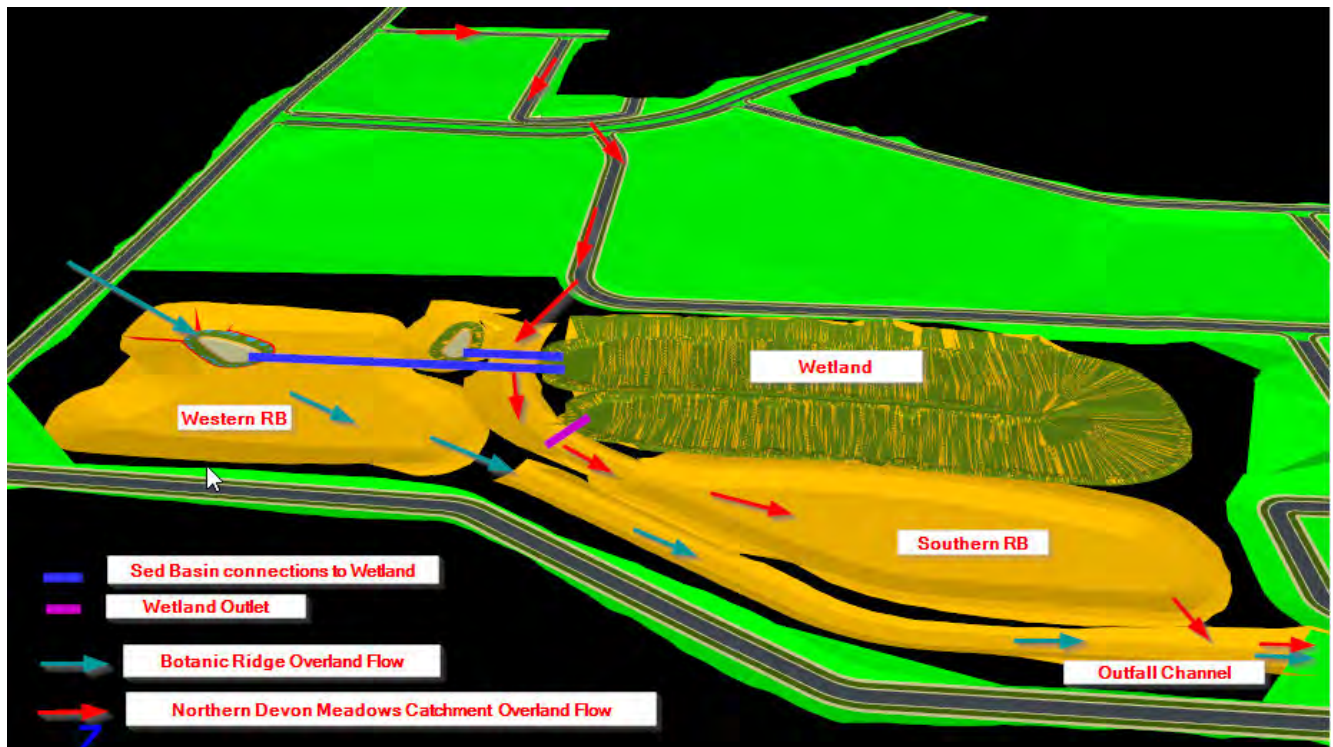 Wetland
Western RB
Southern RB
Sed Basin connections to Wetland
Wetland Outlet
Botanic Ridge Overland Flow
Outfall Channel
Northern Devon Meadows Catchment Overland Flow